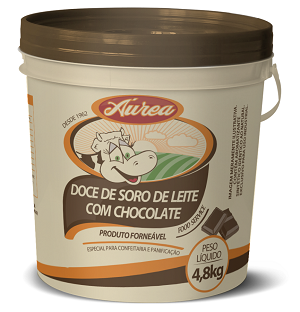 DESDE 1962
Áurea
DOCE DE SORO DE LEITE
COM CHOCOLATE
FOOD SERVICE
PRODUTO FORNEÁVEL
ESPECIAL PARA CONFEITARIA E PANIFICAÇÃO
PESO
LÍQUIDO
4,8kg
IMAGEM MERAMENTE ILUSTRATIVA